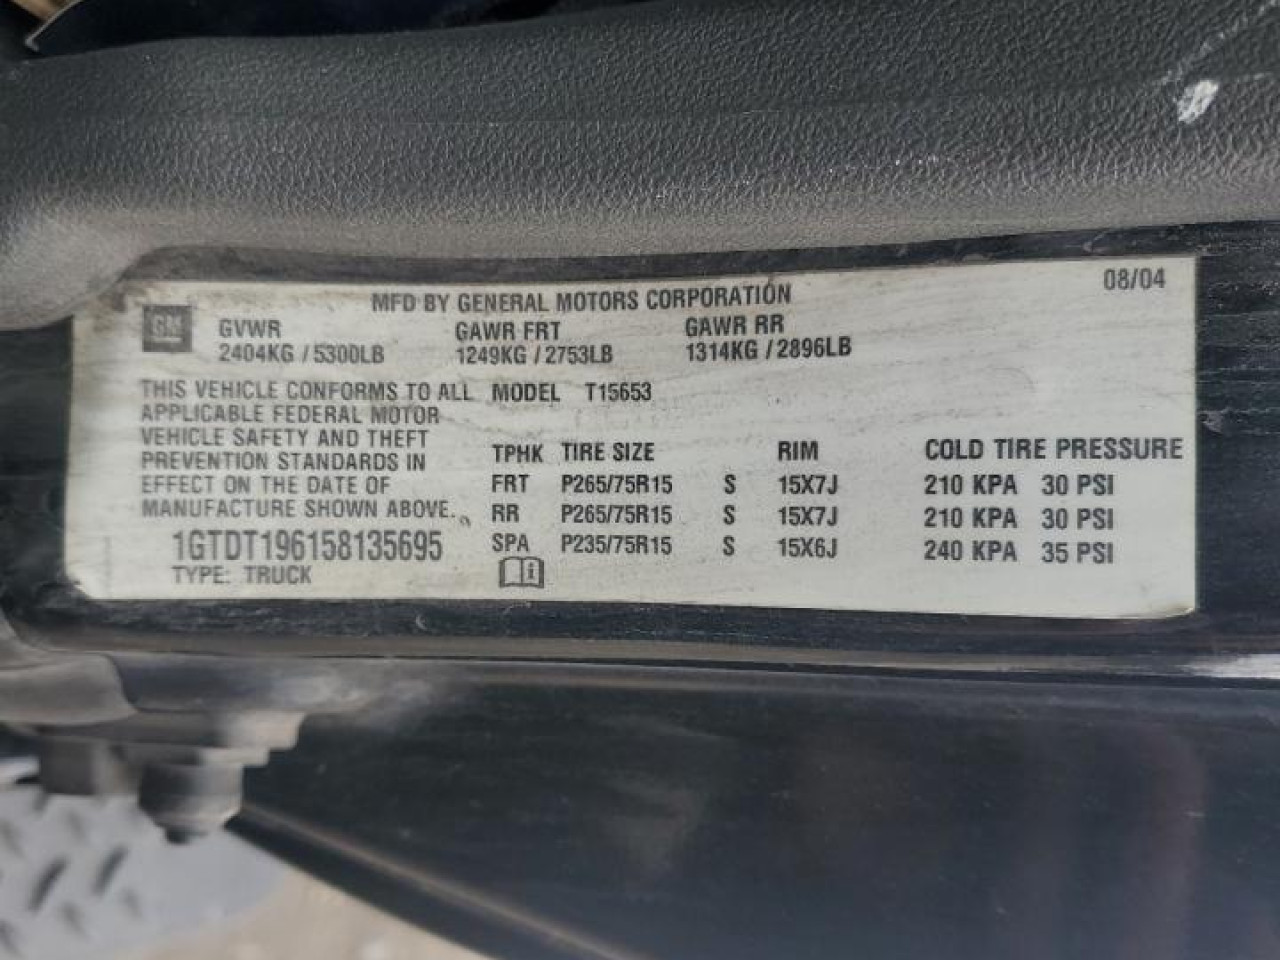 08/04
MFD BY GENERAL MOTORS CORPORATION
GM
GVWR GAWR FRT GAWR RR
2404KG / 5300LB 1249KG / 2753LB 1314KG / 2896LB
THIS VEHICLE CONFORMS TO ALL
APPLICABLE FEDERAL MOTOR
VEHICLE SAFETY AND THEFT
PREVENTION STANDARDS IN
EFFECT ON THE DATE OF
MANUFACTURE SHOWN ABOVE.
1GTDT196158135695
TYPE: TRUCK
MODEL T15653
TPHK TIRE SIZE RIM COLD TIRE PRESSURE
FRT P265/75R15 S 15X7J 210 KPA 30 PSI
RR P265/75R15 S 15X7J 210 KPA 30 PSI
SPA P235/75R15 S 15X6J 240 KPA 35 PSI
i